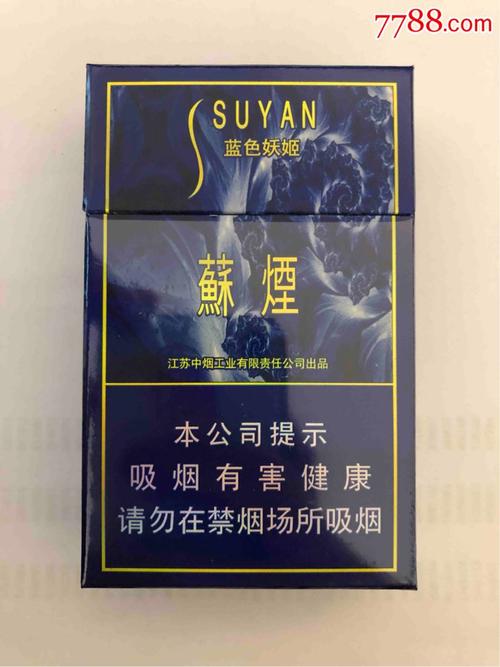 7788.com
SUYAN
蓝色妖姬
蘇煙
江苏中烟工业有限责任公司出品
本公司提示
吸烟有害健康
请勿在禁烟场所吸烟